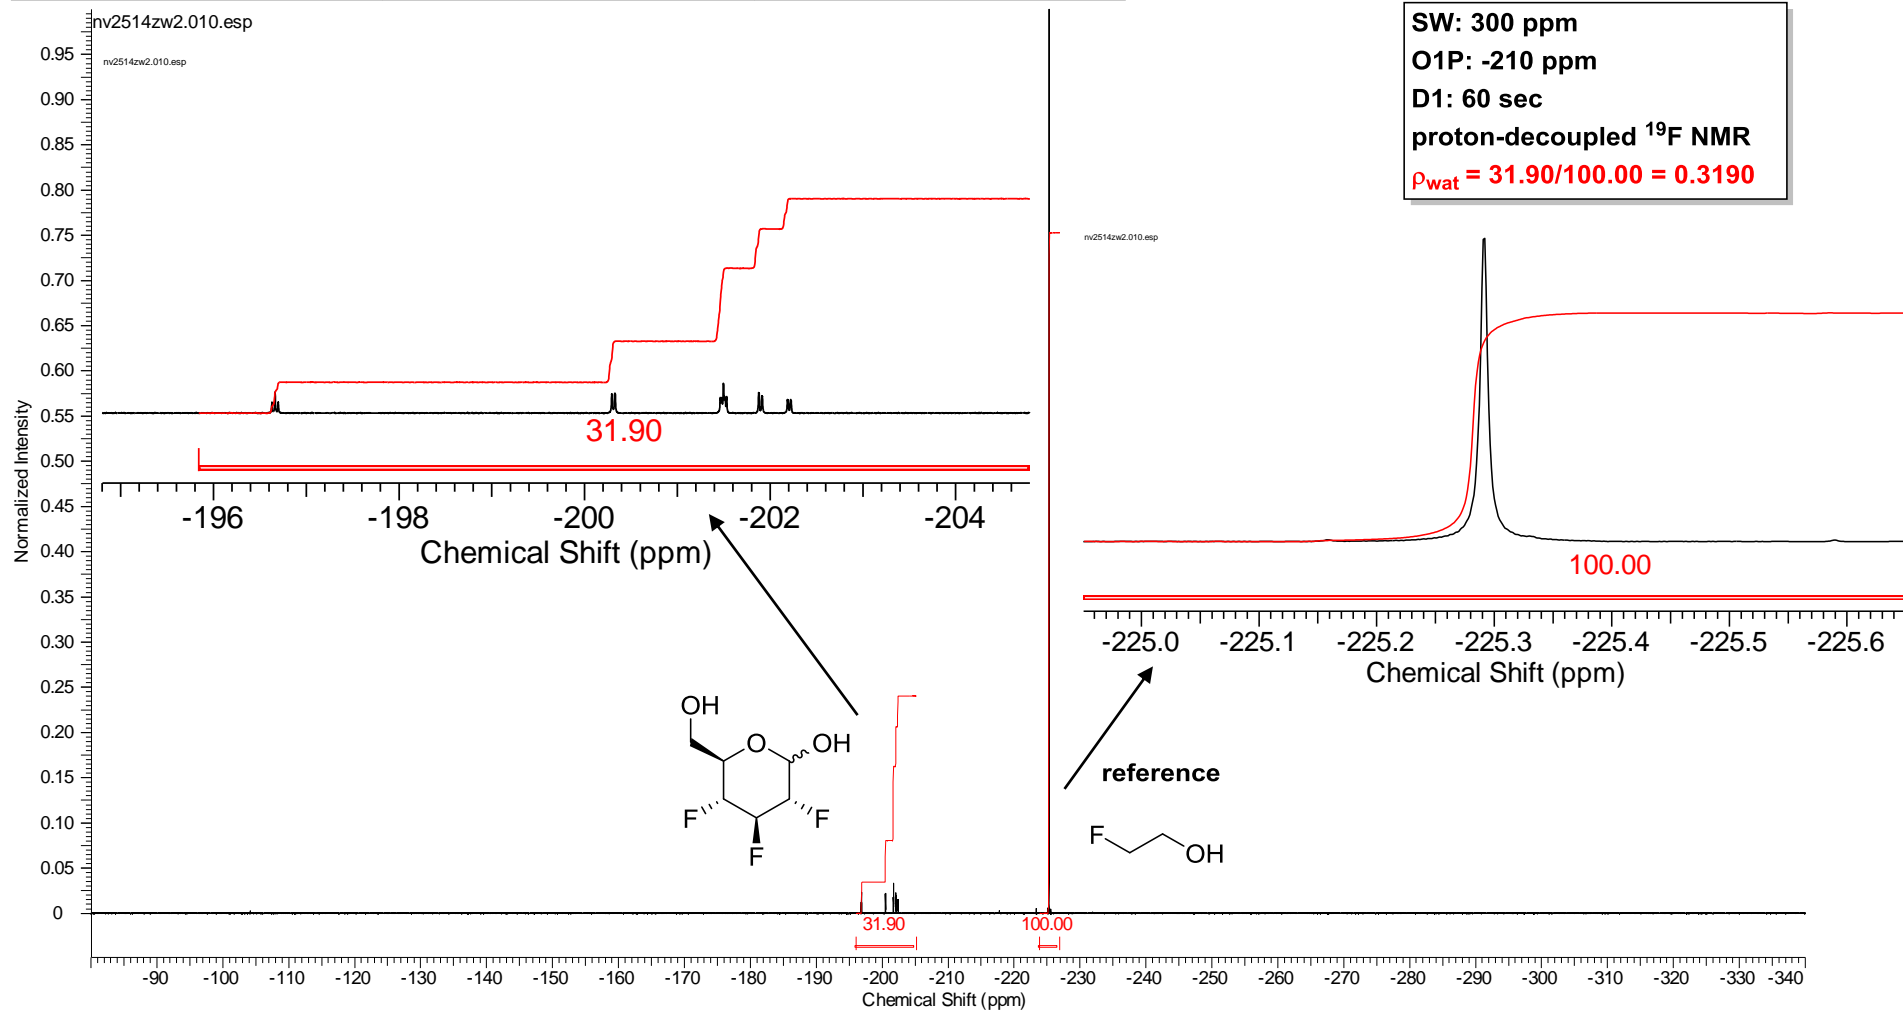 nv2514zw2.010.esp
nv2514zw2.010.esp
SW: 300 ppm
O1P: -210 ppm
D1: 60 sec
proton-decoupled ¹⁹F NMR
ρwat = 31.90/100.00 = 0.3190
0.95
0.90
0.85
0.80
0.75
0.70
0.65
0.60
0.55
0.50
0.45
0.40
0.35
0.30
0.25
0.20
0.15
0.10
0.05
0
Normalized Intensity
31.90
-196 -198 -200 -202 -204
Chemical Shift (ppm)
nv2514zw2.010.esp
100.00
-225.0 -225.1 -225.2 -225.3 -225.4 -225.5 -225.6
Chemical Shift (ppm)
OH
O OH
F F
F
reference
F
OH
31.90 100.00
-90 -100 -110 -120 -130 -140 -150 -160 -170 -180 -190 -200 -210 -220 -230 -240 -250 -260 -270 -280 -290 -300 -310 -320 -330 -340
Chemical Shift (ppm)